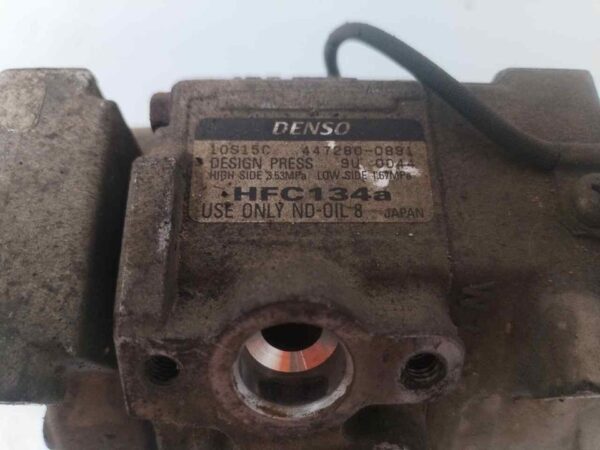 DENSO
10S15C 447280-0891
DESIGN PRESS 9U 0044
HIGH SIDE 3.53MPa LOW SIDE 1.67MPa
HFC134a
USE ONLY ND-OIL 8 JAPAN